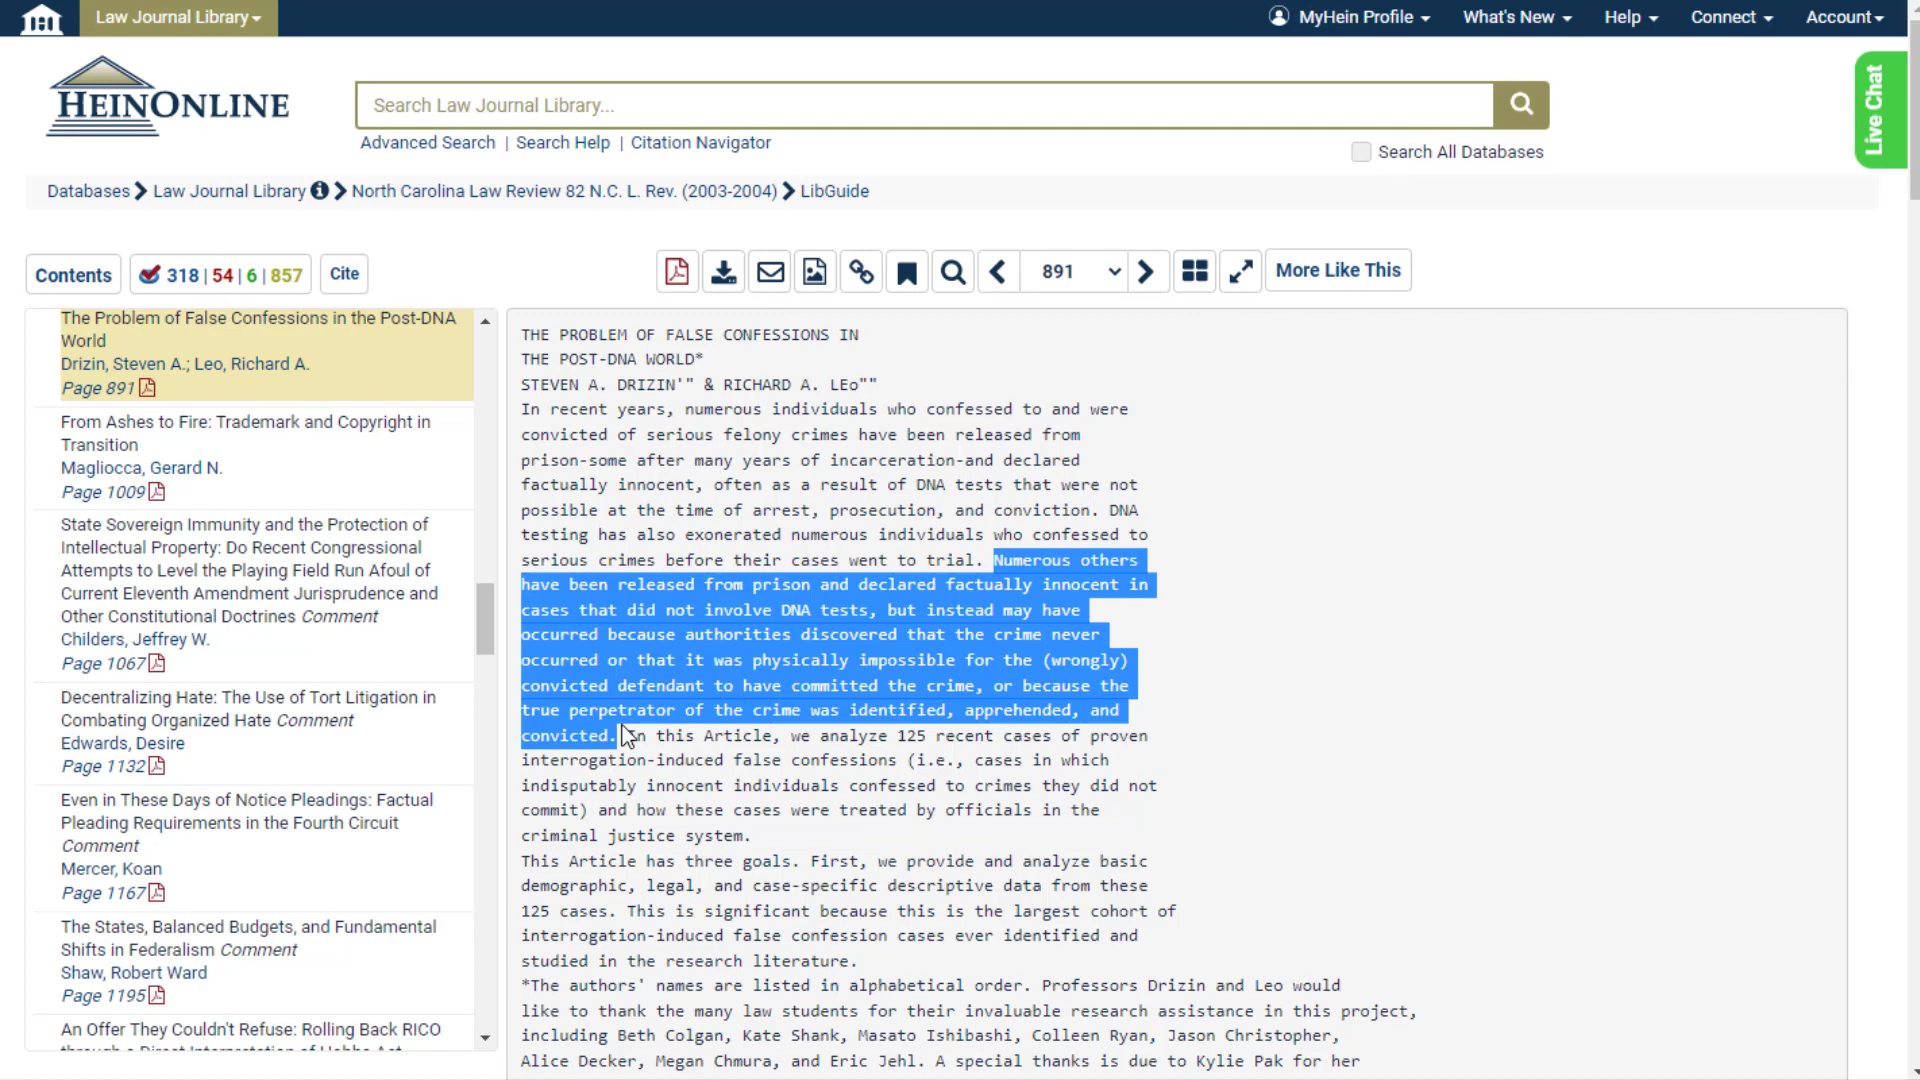 Law Journal Library
MyHein Profile
What's New
Help
Connect
Account
HEINONLINE
Search Law Journal Library...
Advanced Search | Search Help | Citation Navigator
Search All Databases
Live Chat
Databases Law Journal Library North Carolina Law Review 82 N.C. L. Rev. (2003-2004) LibGuide
Contents
318 | 54 | 6 | 857
Cite
891
More Like This
The Problem of False Confessions in the Post-DNA
World
Drizin, Steven A.; Leo, Richard A.
Page 891
From Ashes to Fire: Trademark and Copyright in
Transition
Magliocca, Gerard N.
Page 1009
State Sovereign Immunity and the Protection of
Intellectual Property: Do Recent Congressional
Attempts to Level the Playing Field Run Afoul of
Current Eleventh Amendment Jurisprudence and
Other Constitutional Doctrines Comment
Childers, Jeffrey W.
Page 1067
Decentralizing Hate: The Use of Tort Litigation in
Combating Organized Hate Comment
Edwards, Desire
Page 1132
Even in These Days of Notice Pleadings: Factual
Pleading Requirements in the Fourth Circuit
Comment
Mercer, Koan
Page 1167
The States, Balanced Budgets, and Fundamental
Shifts in Federalism Comment
Shaw, Robert Ward
Page 1195
An Offer They Couldn't Refuse: Rolling Back RICO
through a Direct Interpretation of Hobbs Act
THE PROBLEM OF FALSE CONFESSIONS IN
THE POST-DNA WORLD*
STEVEN A. DRIZIN'" & RICHARD A. LEo""
In recent years, numerous individuals who confessed to and were
convicted of serious felony crimes have been released from
prison-some after many years of incarceration-and declared
factually innocent, often as a result of DNA tests that were not
possible at the time of arrest, prosecution, and conviction. DNA
testing has also exonerated numerous individuals who confessed to
serious crimes before their cases went to trial. Numerous others
have been released from prison and declared factually innocent in
cases that did not involve DNA tests, but instead may have
occurred because authorities discovered that the crime never
occurred or that it was physically impossible for the (wrongly)
convicted defendant to have committed the crime, or because the
true perpetrator of the crime was identified, apprehended, and
convicted. In this Article, we analyze 125 recent cases of proven
interrogation-induced false confessions (i.e., cases in which
indisputably innocent individuals confessed to crimes they did not
commit) and how these cases were treated by officials in the
criminal justice system.
This Article has three goals. First, we provide and analyze basic
demographic, legal, and case-specific descriptive data from these
125 cases. This is significant because this is the largest cohort of
interrogation-induced false confession cases ever identified and
studied in the research literature.
*The authors' names are listed in alphabetical order. Professors Drizin and Leo would
like to thank the many law students for their invaluable research assistance in this project,
including Beth Colgan, Kate Shank, Masato Ishibashi, Colleen Ryan, Jason Christopher,
Alice Decker, Megan Chmura, and Eric Jehl. A special thanks is due to Kylie Pak for her